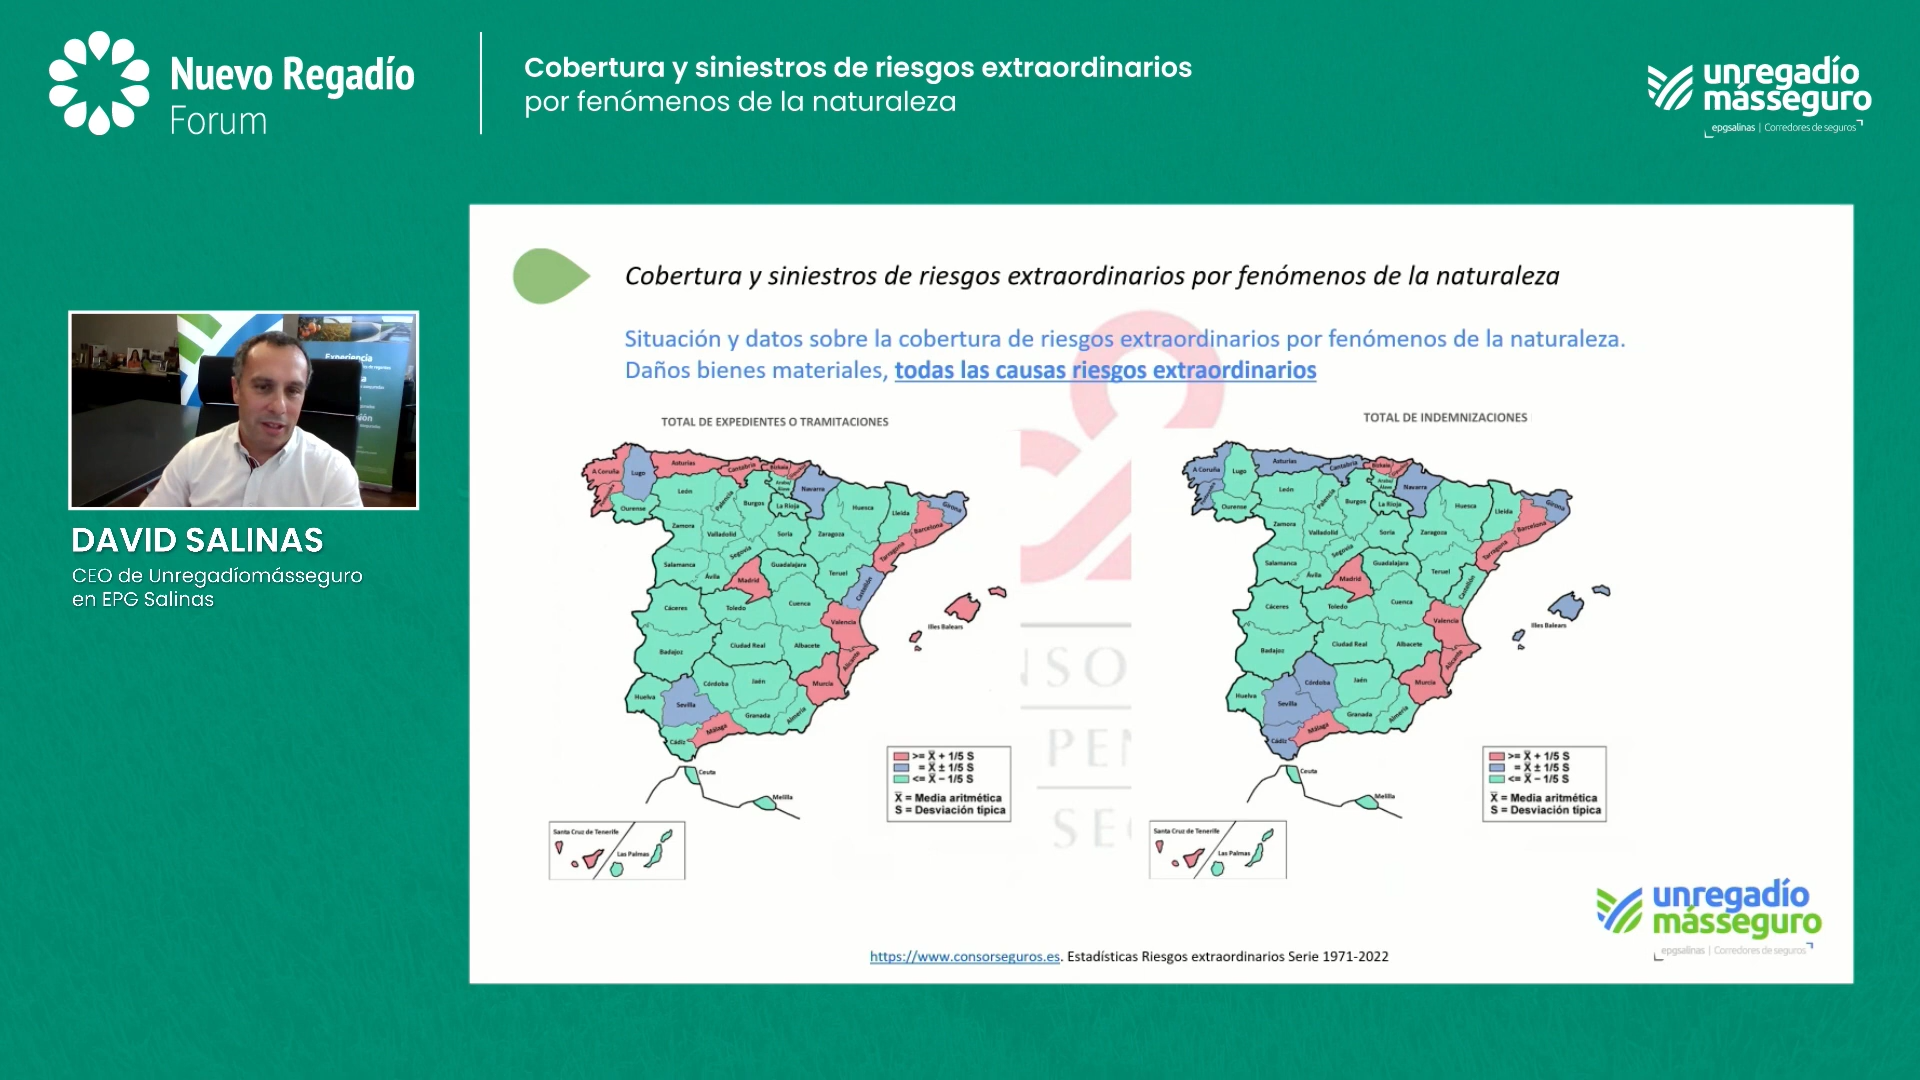 Nuevo Regadío
Forum
Cobertura y siniestros de riesgos extraordinarios
por fenómenos de la naturaleza
unregadío
másseguro
epgsalinas | Corredores de seguros
Experiencia
DAVID SALINAS
CEO de Unregadíomásseguro
en EPG Salinas
Cobertura y siniestros de riesgos extraordinarios por fenómenos de la naturaleza
Situación y datos sobre la cobertura de riesgos extraordinarios por fenómenos de la naturaleza.
Daños bienes materiales, todas las causas riesgos extraordinarios
TOTAL DE EXPEDIENTES O TRAMITACIONES
A Coruña
Lugo
Asturias
Cantabria
Bizkaia
Navarra
Ourense
León
Palencia
Burgos
La Rioja
Huesca
Lleida
Girona
Barcelona
Zamora
Valladolid
Soria
Zaragoza
Tarragona
Segovia
Salamanca
Ávila
Madrid
Guadalajara
Teruel
Castellón
Cáceres
Toledo
Cuenca
Valencia
Illes Balears
Badajoz
Ciudad Real
Albacete
Alicante
Huelva
Córdoba
Jaén
Murcia
Sevilla
Granada
Almería
Málaga
Cádiz
Ceuta
Melilla
Santa Cruz de Tenerife
Las Palmas
>= X̅ + 1/5 S
= X̅ ± 1/5 S
<= X̅ − 1/5 S
X̅ = Media aritmética
S = Desviación típica
TOTAL DE INDEMNIZACIONES
A Coruña
Lugo
Asturias
Cantabria
Bizkaia
Navarra
Ourense
León
Palencia
Burgos
La Rioja
Huesca
Lleida
Girona
Barcelona
Zamora
Valladolid
Soria
Zaragoza
Tarragona
Segovia
Salamanca
Ávila
Madrid
Guadalajara
Teruel
Castellón
Cáceres
Toledo
Cuenca
Valencia
Illes Balears
Badajoz
Ciudad Real
Albacete
Alicante
Huelva
Córdoba
Jaén
Murcia
Sevilla
Granada
Almería
Málaga
Cádiz
Ceuta
Melilla
Santa Cruz de Tenerife
Las Palmas
>= X̅ + 1/5 S
= X̅ ± 1/5 S
<= X̅ − 1/5 S
X̅ = Media aritmética
S = Desviación típica
NSO
PEN
SE
unregadío
másseguro
epgsalinas | Corredores de seguros
https://www.consorseguros.es. Estadísticas Riesgos extraordinarios Serie 1971-2022